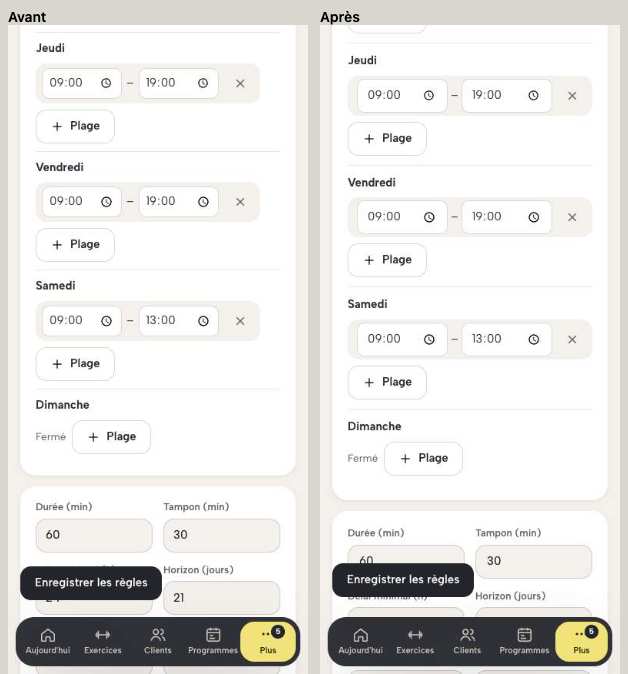 Avant
Jeudi
09:00 – 19:00 ×
+ Plage
Vendredi
09:00 – 19:00 ×
+ Plage
Samedi
09:00 – 13:00 ×
+ Plage
Dimanche
Fermé + Plage
Durée (min) Tampon (min)
60 30
Horizon (jours)
Enregistrer les règles
21
5
Aujourd'hui Exercices Clients Programmes Plus
Après
Jeudi
09:00 – 19:00 ×
+ Plage
Vendredi
09:00 – 19:00 ×
+ Plage
Samedi
09:00 – 13:00 ×
+ Plage
Dimanche
Fermé + Plage
Durée (min) Tampon (min)
60 30
Enregistrer les règles
Horizon (jours)
5
Aujourd'hui Exercices Clients Programmes Plus